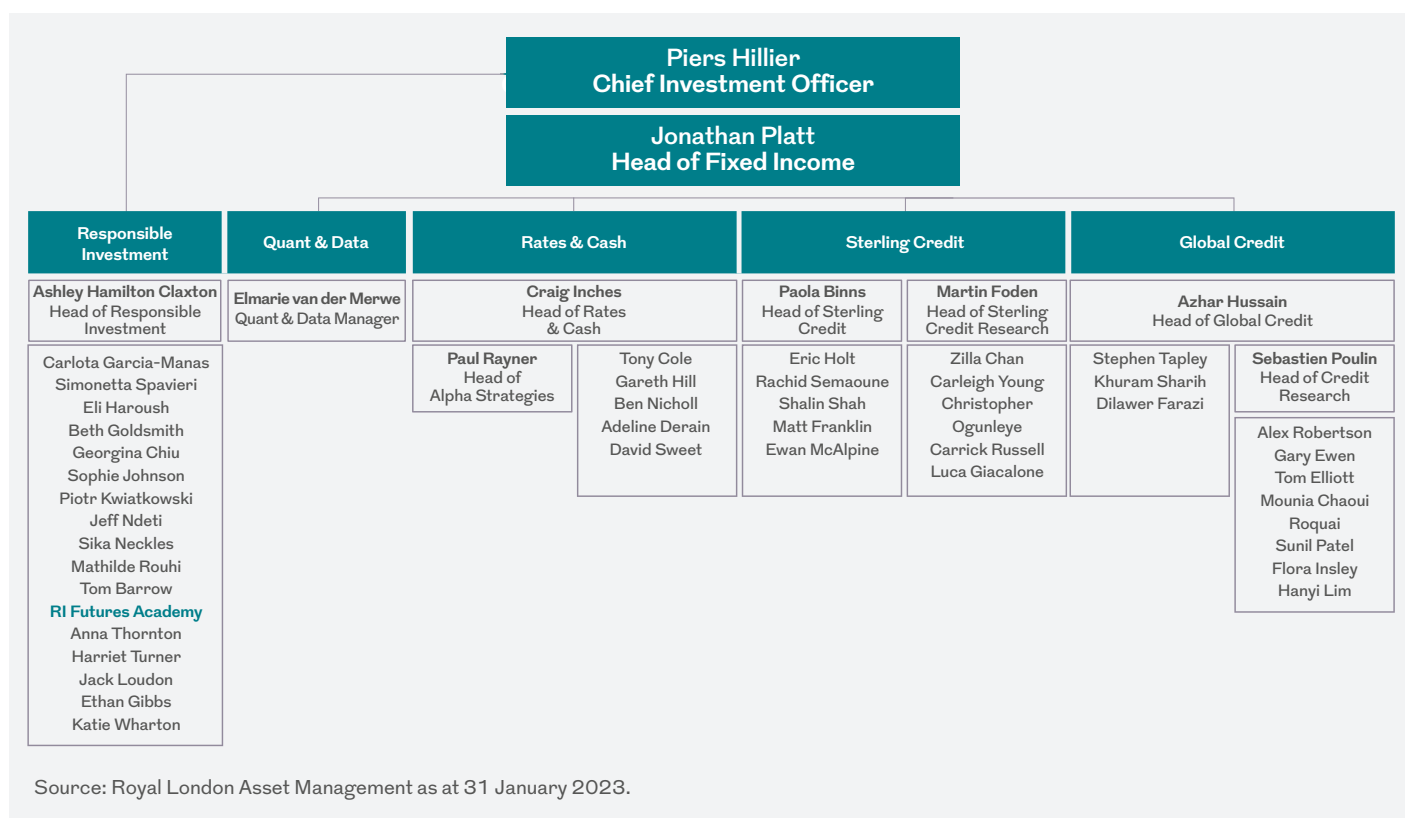 Piers Hillier
Chief Investment Officer
Jonathan Platt
Head of Fixed Income
Responsible
Investment
Quant & Data
Rates & Cash
Sterling Credit
Global Credit
Ashley Hamilton Claxton
Head of Responsible
Investment
Carlota Garcia-Manas
Simonetta Spavieri
Eli Haroush
Beth Goldsmith
Georgina Chiu
Sophie Johnson
Piotr Kwiatkowski
Jeff Ndeti
Sika Neckles
Mathilde Rouhi
Tom Barrow
RI Futures Academy
Anna Thornton
Harriet Turner
Jack Loudon
Ethan Gibbs
Katie Wharton
Elmarie van der Merwe
Quant & Data Manager
Craig Inches
Head of Rates
& Cash
Paul Rayner
Head of
Alpha Strategies
Tony Cole
Gareth Hill
Ben Nicholl
Adeline Derain
David Sweet
Paola Binns
Head of Sterling
Credit
Eric Holt
Rachid Semaoune
Shalin Shah
Matt Franklin
Ewan McAlpine
Martin Foden
Head of Sterling
Credit Research
Zilla Chan
Carleigh Young
Christopher
Ogunleye
Carrick Russell
Luca Giacalone
Azhar Hussain
Head of Global Credit
Stephen Tapley
Khuram Sharih
Dilawer Farazi
Sebastien Poulin
Head of Credit
Research
Alex Robertson
Gary Ewen
Tom Elliott
Mounia Chaoui
Roquai
Sunil Patel
Flora Insley
Hanyi Lim
Source: Royal London Asset Management as at 31 January 2023.